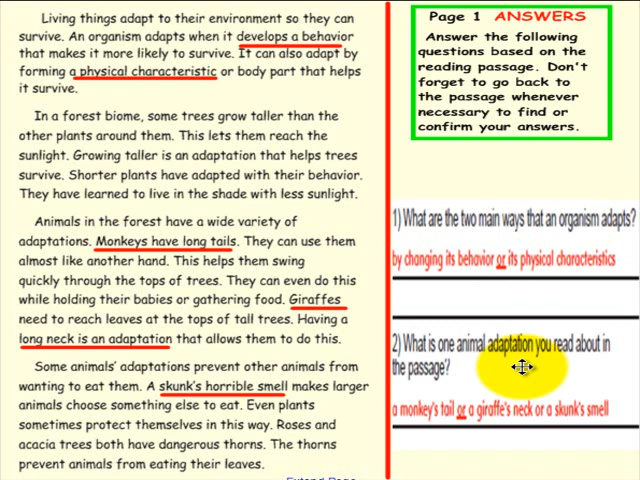 Living things adapt to their environment so they can
survive. An organism adapts when it develops a behavior
that makes it more likely to survive. It can also adapt by
forming a physical characteristic or body part that helps
it survive.
In a forest biome, some trees grow taller than the
other plants around them. This lets them reach the
sunlight. Growing taller is an adaptation that helps trees
survive. Shorter plants have adapted with their behavior.
They have learned to live in the shade with less sunlight.
Animals in the forest have a wide variety of
adaptations. Monkeys have long tails. They can use them
almost like another hand. This helps them swing
quickly through the tops of trees. They can even do this
while holding their babies or gathering food. Giraffes
need to reach leaves at the tops of tall trees. Having a
long neck is an adaptation that allows them to do this.
Some animals' adaptations prevent other animals from
wanting to eat them. A skunk's horrible smell makes larger
animals choose something else to eat. Even plants
sometimes protect themselves in this way. Roses and
acacia trees both have dangerous thorns. The thorns
prevent animals from eating their leaves.
Extend Page
Page 1 ANSWERS
Answer the following
questions based on the
reading passage. Don't
forget to go back to
the passage whenever
necessary to find or
confirm your answers.
1) What are the two main ways that an organism adapts?
by changing its behavior or its physical characteristics
2) What is one animal adaptation you read about in
the passage?
a monkey's tail or a giraffe's neck or a skunk's smell